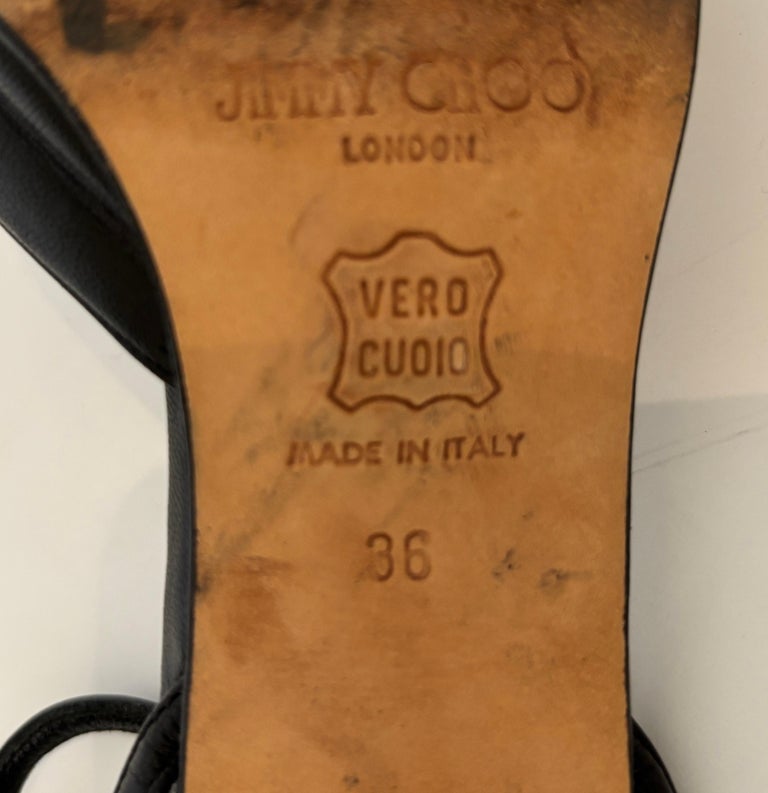 JIMMY CHOO
LONDON
VERO
CUOIO
MADE IN ITALY
36